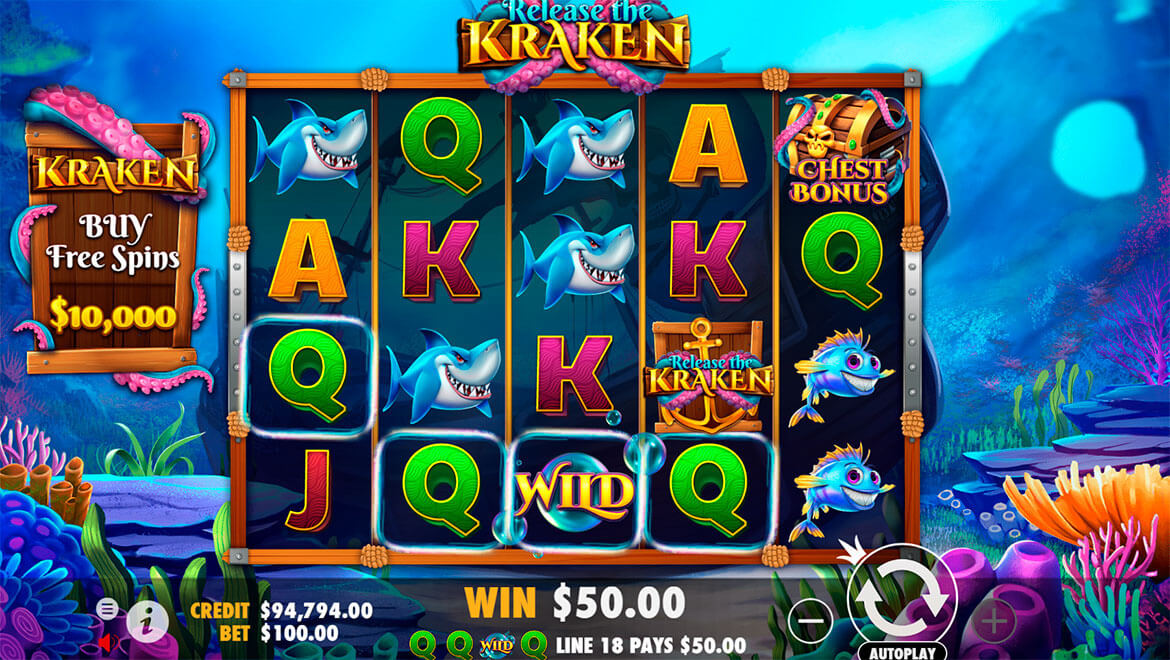 Release the
KRAKEN
KRAKEN
BUY
Free Spins
$10,000
Q
A
CHEST
BONUS
A
K
K
Q
Q
K
Release the
KRAKEN
J
Q
WILD
Q
i
CREDIT $94,794.00
BET $100.00
WIN $50.00
Q Q WILD Q LINE 18 PAYS $50.00
AUTOPLAY